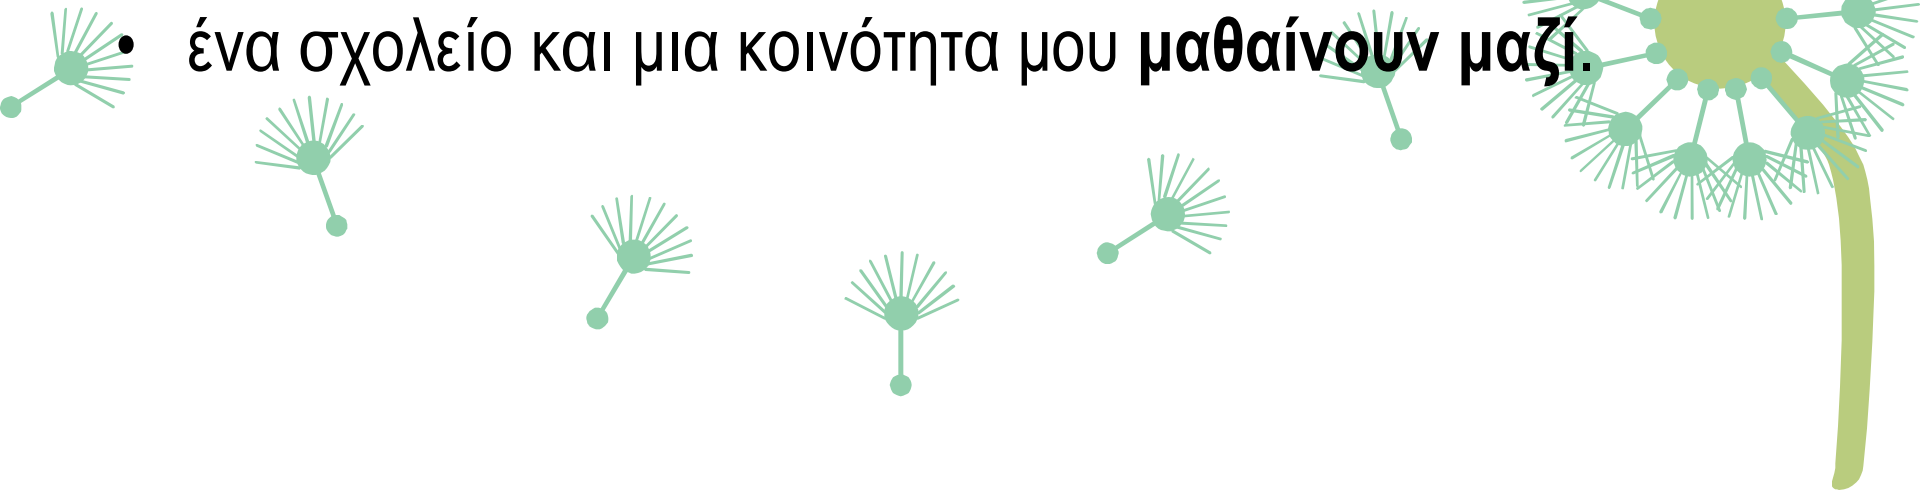 • ένα σχολείο και μια κοινότητα μου μαθαίνουν μαζί.